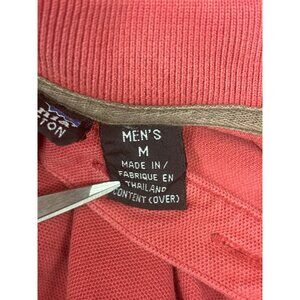 MEN'S
M
MADE IN/
FABRIQUE EN
THAILAND
CONTENT (OVER)